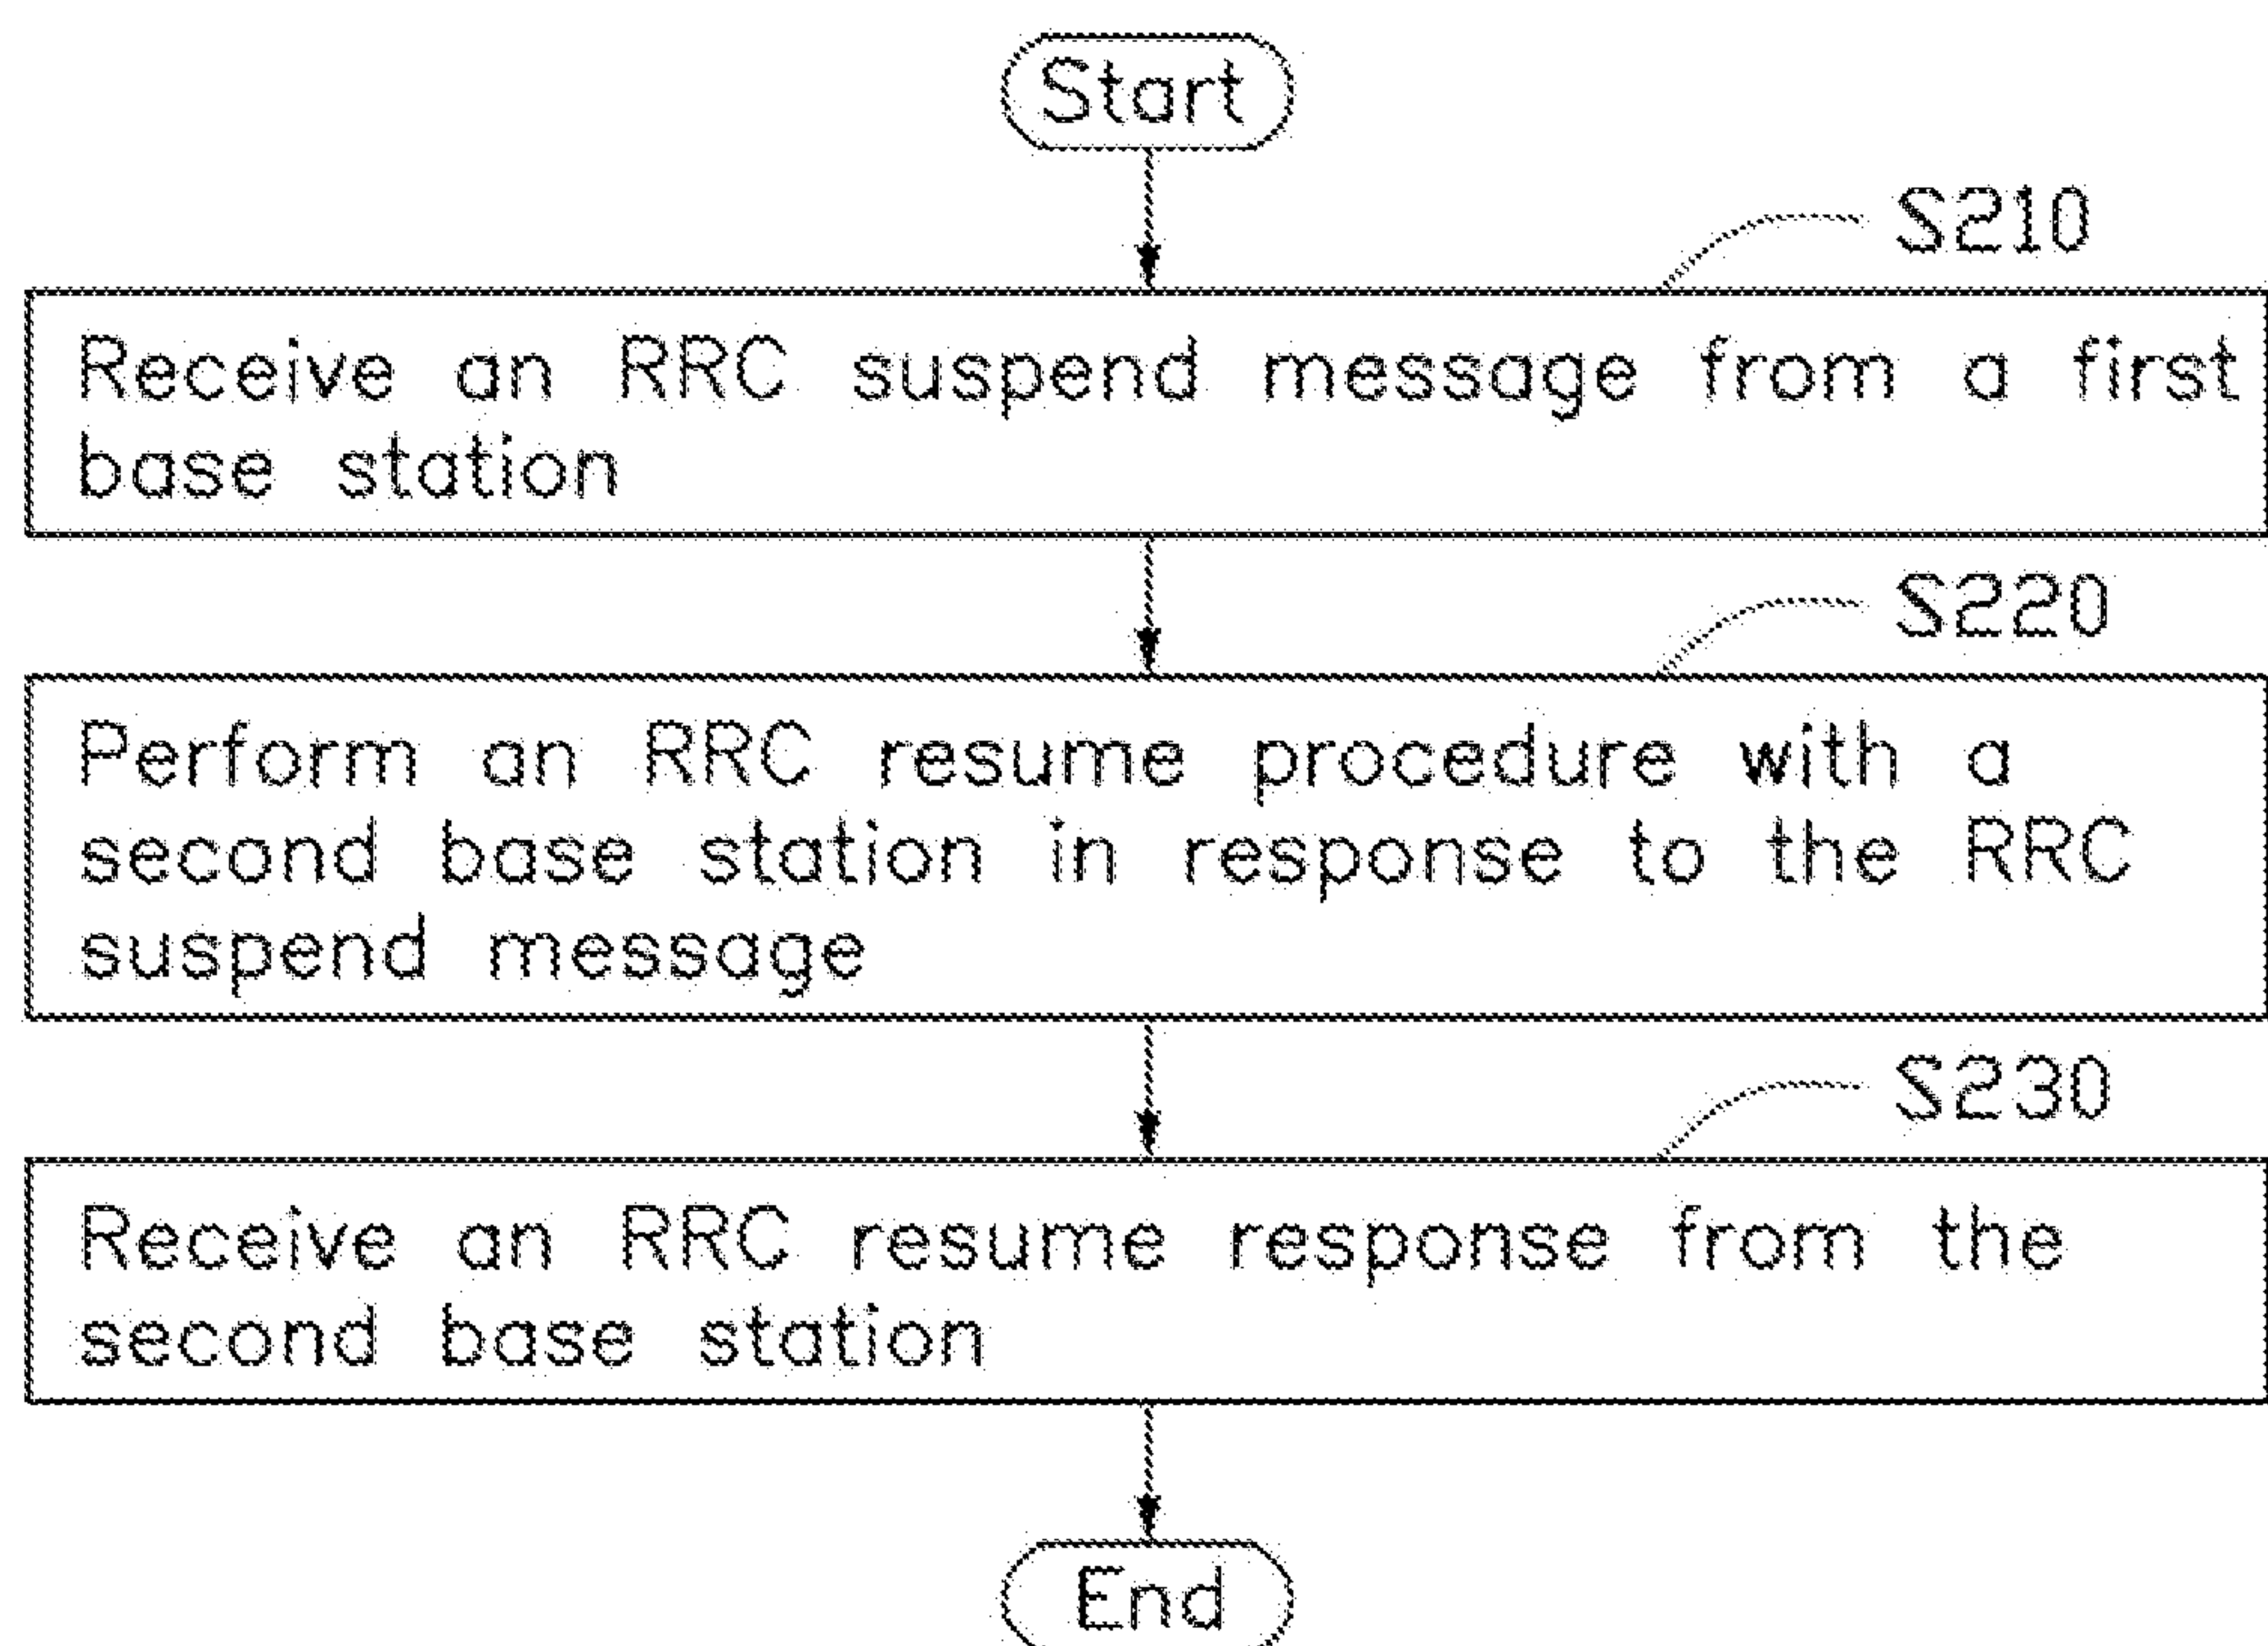 Start
S210
Receive an RRC suspend message from a first
base station
S220
Perform an RRC resume procedure with a
second base station in response to the RRC
suspend message
S230
Receive an RRC resume response from the
second base station
End